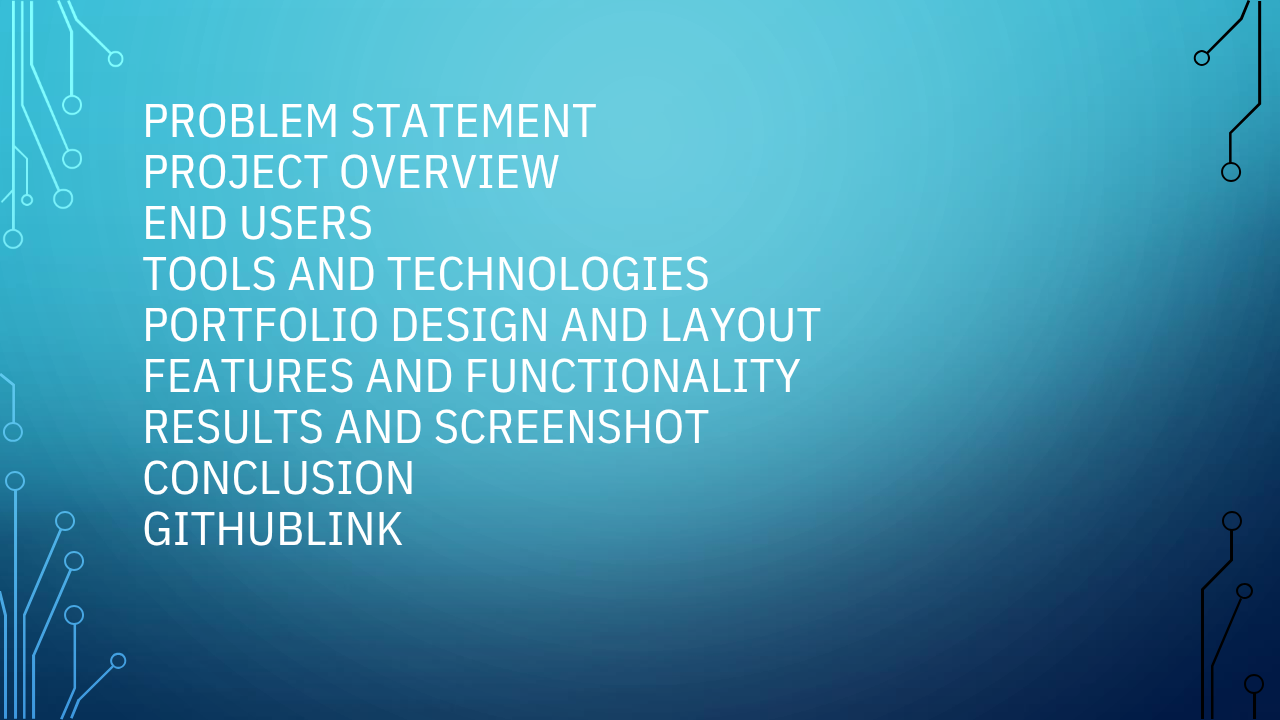 PROBLEM STATEMENT
PROJECT OVERVIEW
END USERS
TOOLS AND TECHNOLOGIES
PORTFOLIO DESIGN AND LAYOUT
FEATURES AND FUNCTIONALITY
RESULTS AND SCREENSHOT
CONCLUSION
GITHUBLINK